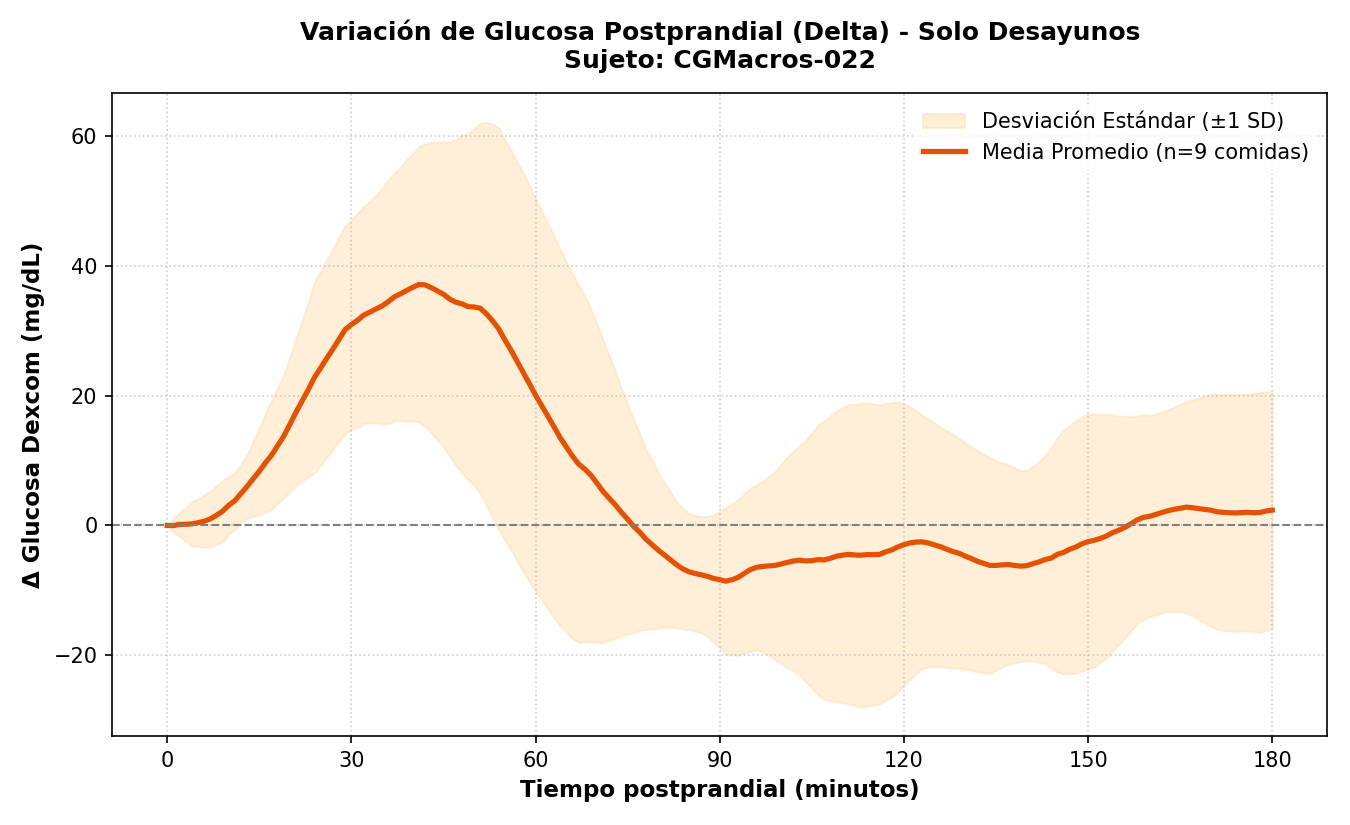 Variación de Glucosa Postprandial (Delta) - Solo Desayunos
Sujeto: CGMacros-022
Desviación Estándar (±1 SD)
Media Promedio (n=9 comidas)
Δ Glucosa Dexcom (mg/dL)
60
40
20
0
−20
0 30 60 90 120 150 180
Tiempo postprandial (minutos)